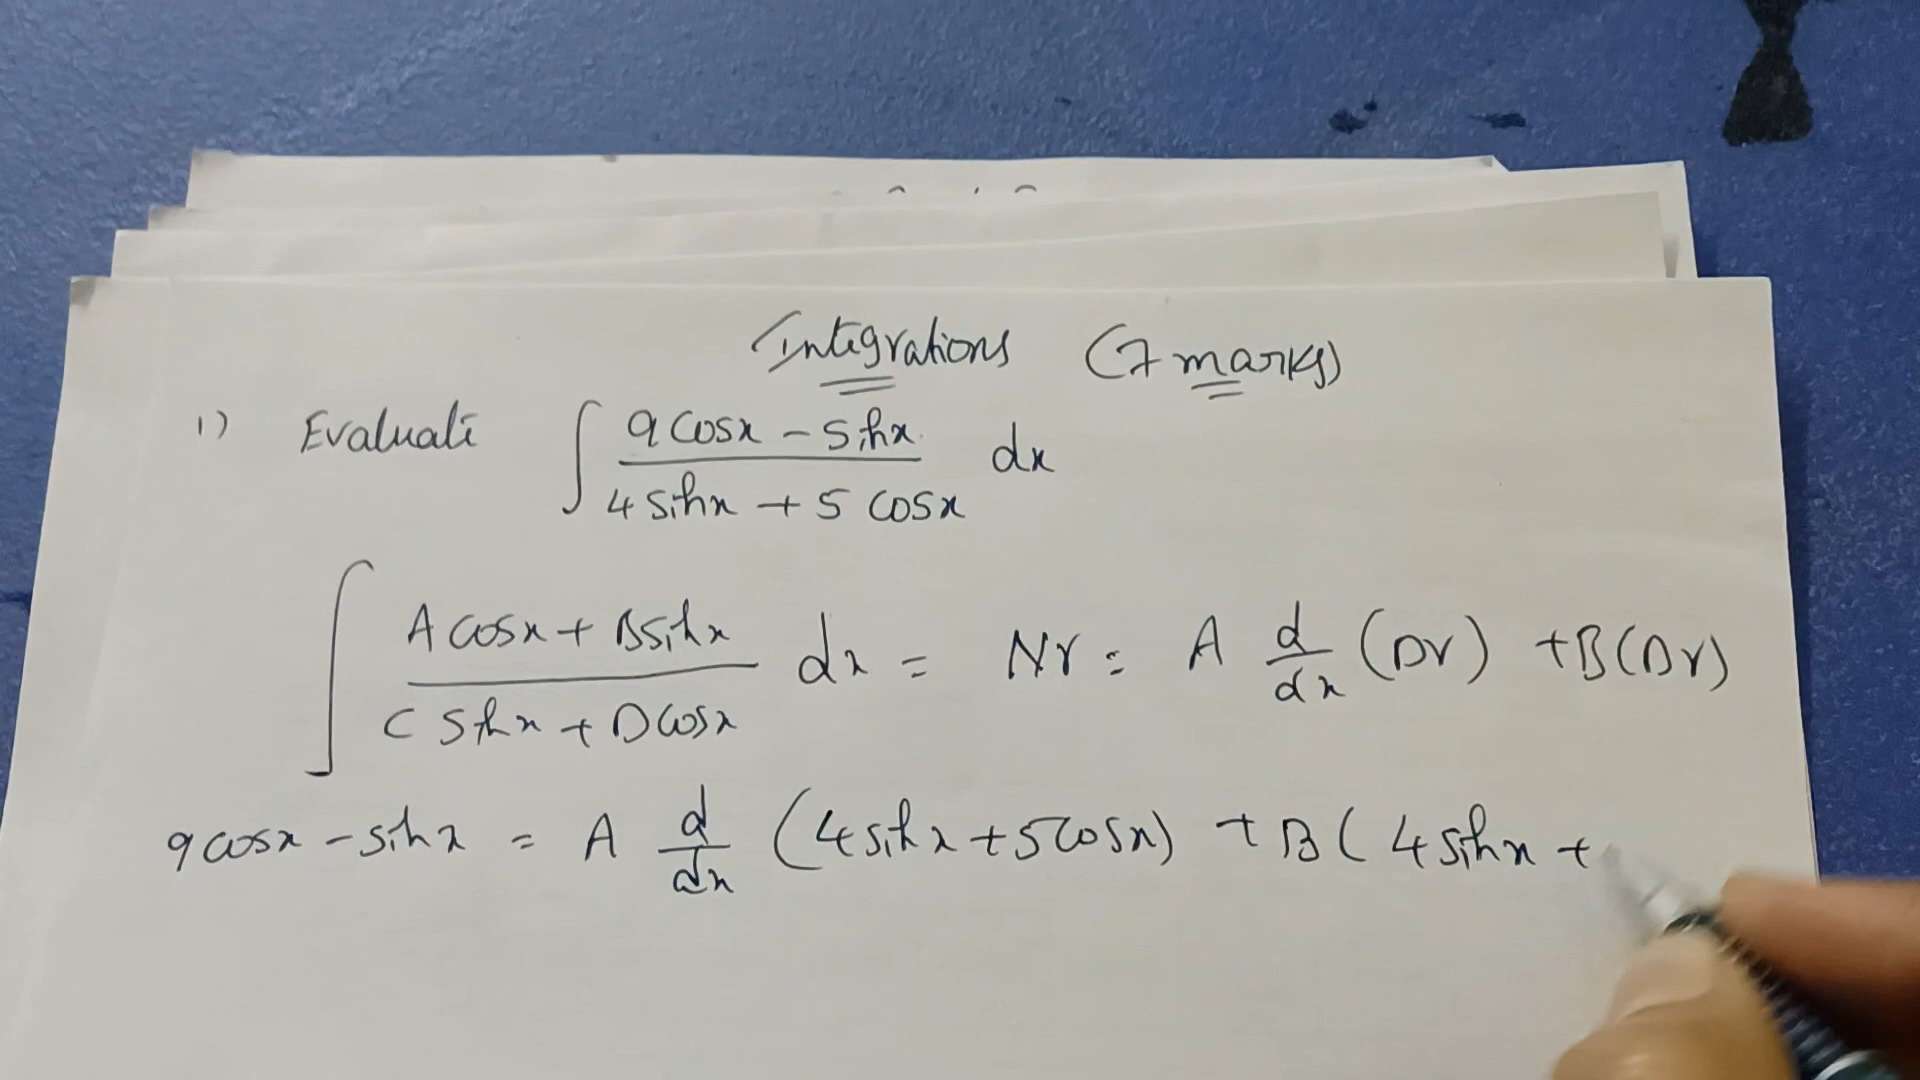 Integrations (7 marks)
1) Evaluate ∫ (9 cosx - sinx)/(4 sinx + 5 cosx) dx
∫ (A cosx + B sinx)/(C sinx + D cosx) dx = Nr = A d/dx (Dr) + B(Dr)
9 cosx - sinx = A d/dx (4 sinx + 5 cosx) + B( 4 sinx +